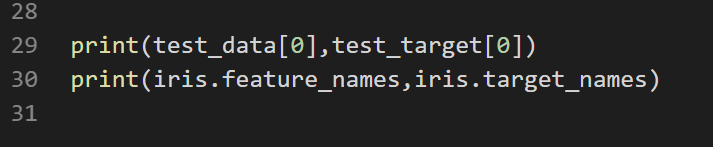 28
29 print(test_data[0],test_target[0])
30 print(iris.feature_names,iris.target_names)
31